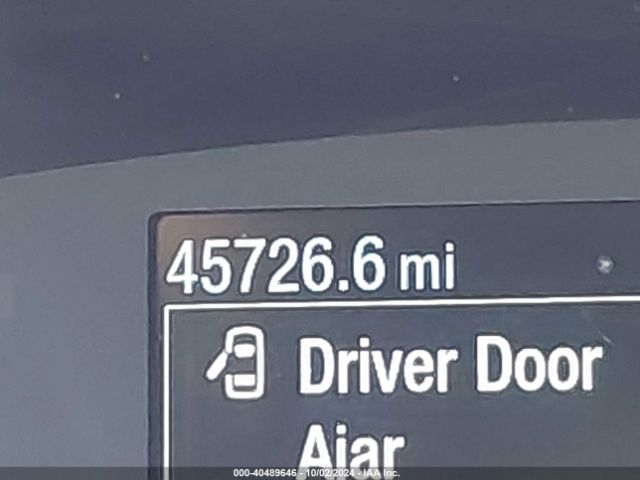 45726.6 mi
Driver Door
Ajar
000-40489646 - 10/02/2024 - IAA Inc.